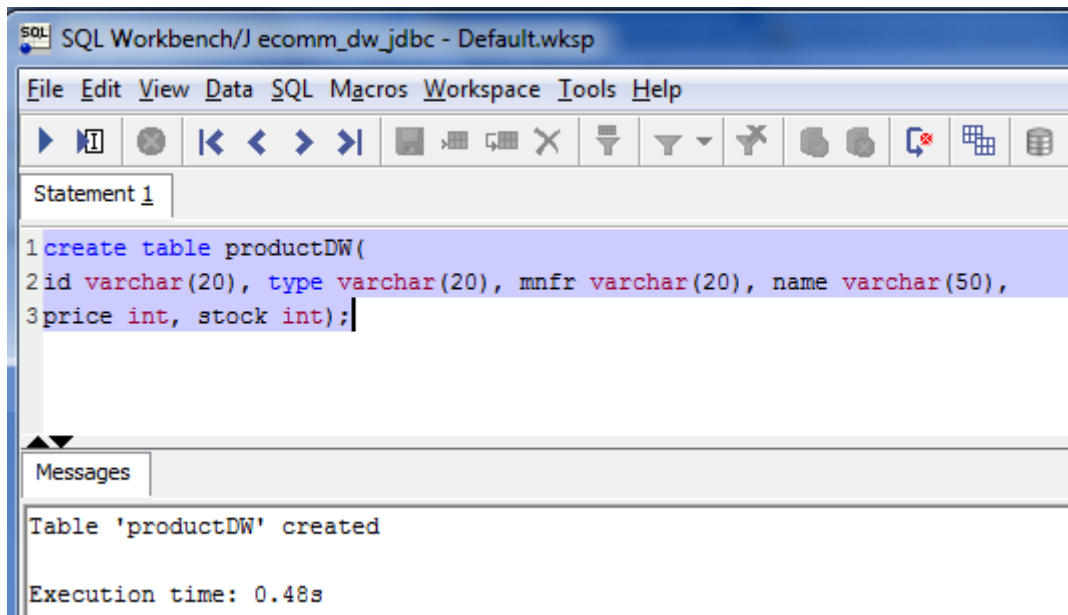 SQL SQL Workbench/J ecomm_dw_jdbc - Default.wksp
File Edit View Data SQL Macros Workspace Tools Help
Statement 1
1 create table productDW(
2 id varchar(20), type varchar(20), mnfr varchar(20), name varchar(50),
3 price int, stock int);
Messages
Table 'productDW' created
Execution time: 0.48s